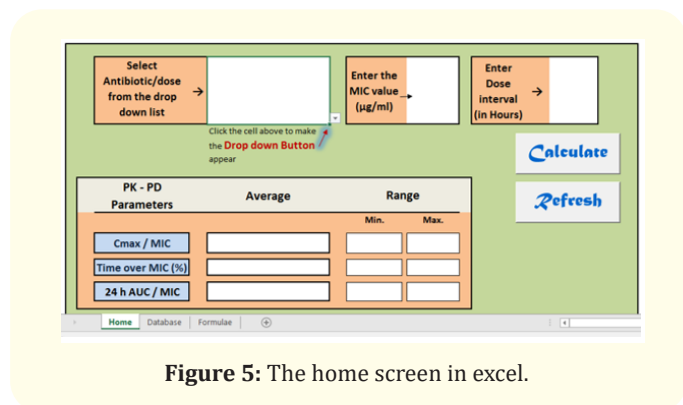 Select
Antibiotic/dose
from the drop
down list
Enter the
MIC value
(µg/ml)
Enter
Dose
interval
(in Hours)
Click the cell above to make
the Drop down Button
appear
Calculate
Refresh
PK - PD
Parameters
Average
Range
Min. Max.
Cmax / MIC
Time over MIC (%)
24 h AUC / MIC
Home Database Formulae
Figure 5: The home screen in excel.